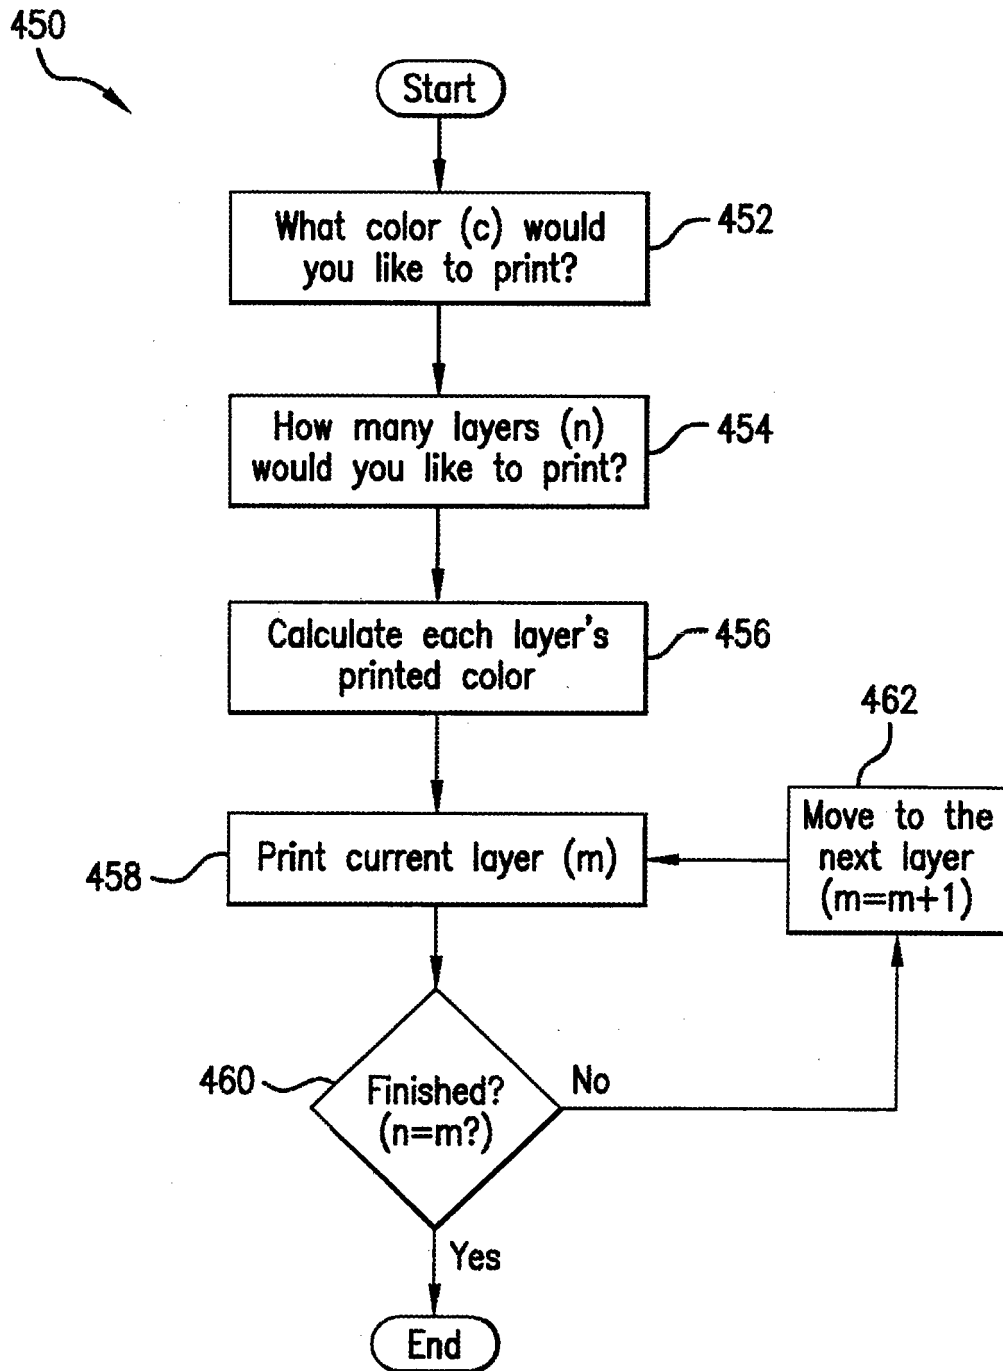 450
Start
What color (c) would
you like to print?
452
How many layers (n)
would you like to print?
454
Calculate each layer's
printed color
456
462
Move to the
next layer
(m=m+1)
Print current layer (m)
458
460
Finished?
(n=m?)
No
Yes
End